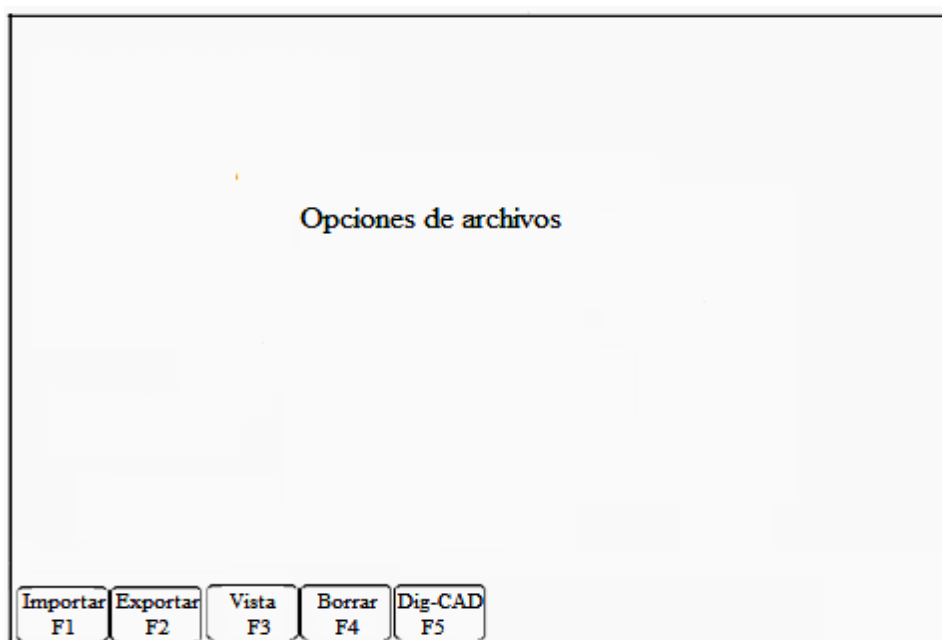 Opciones de archivos
Importar Exportar Vista Borrar Dig-CAD
F1 F2 F3 F4 F5